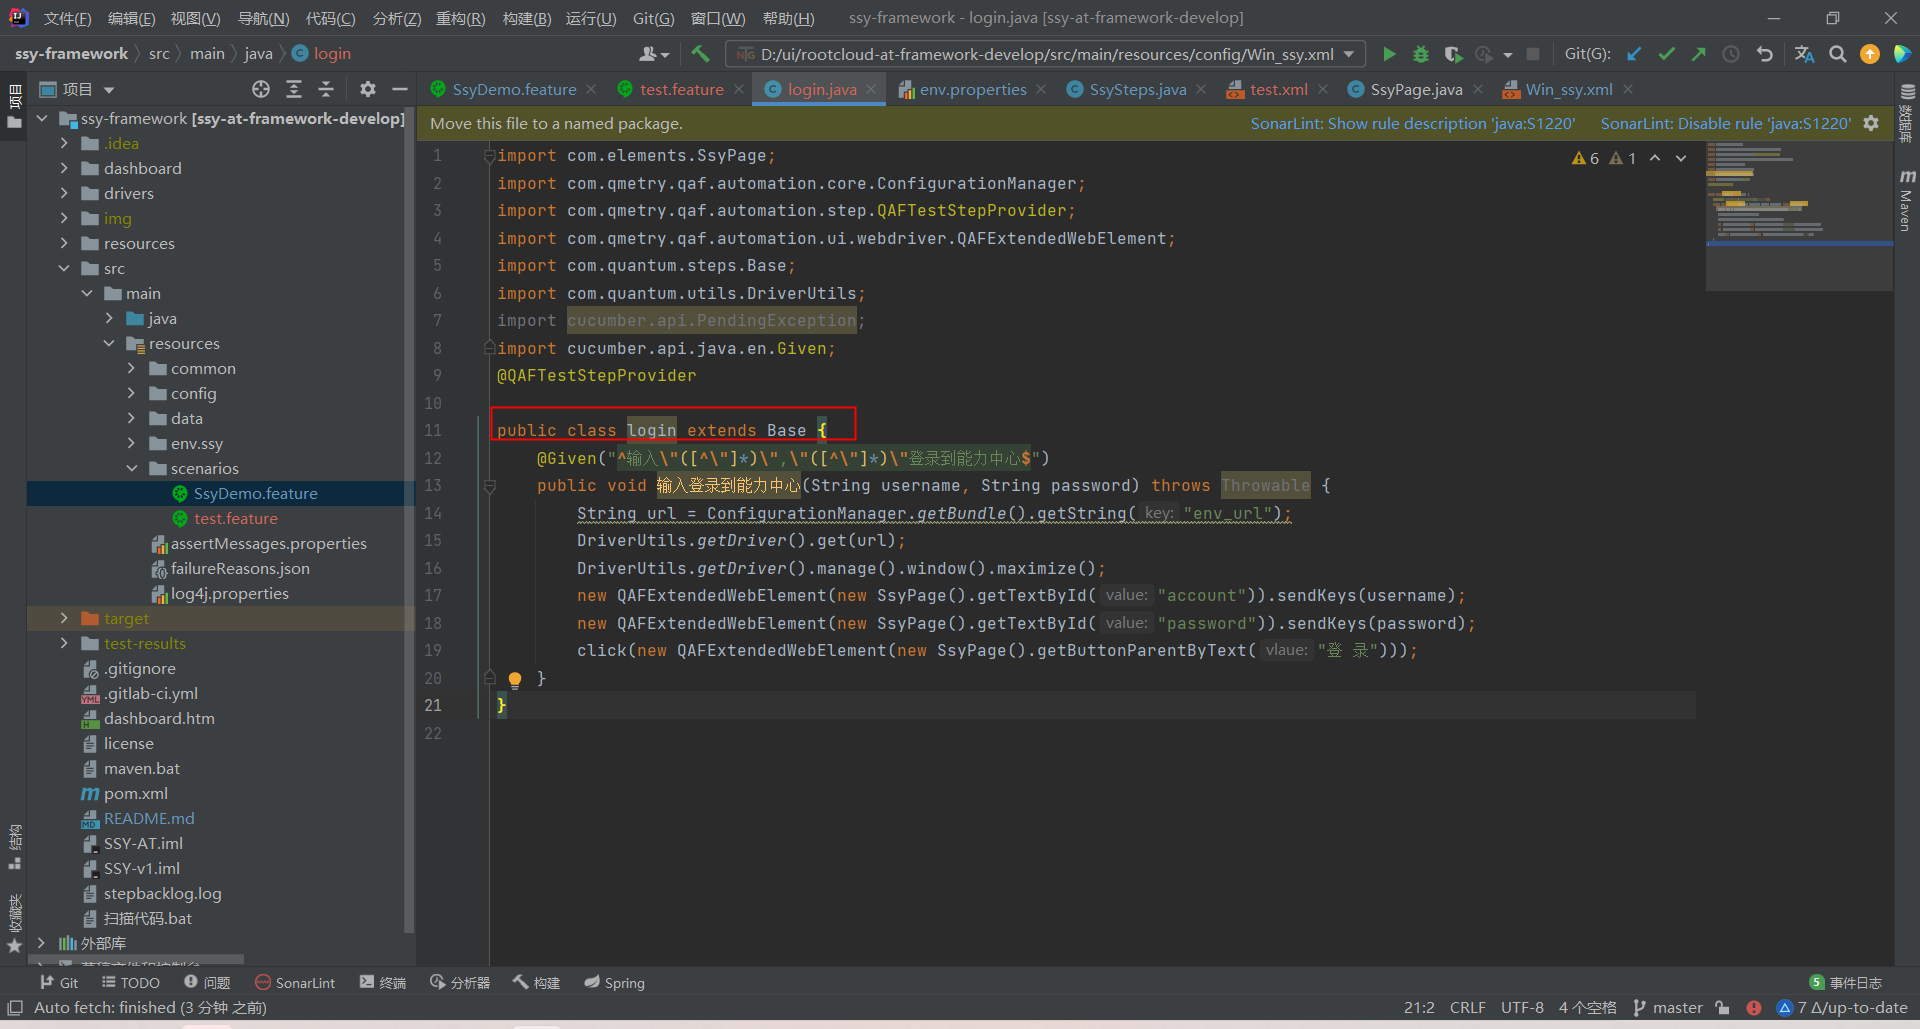 文件(F) 编辑(E) 视图(V) 导航(N) 代码(C) 分析(Z) 重构(R) 构建(B) 运行(U) Git(G) 窗口(W) 帮助(H) ssy-framework - login.java [ssy-at-framework-develop]
ssy-framework src main java login D:/ui/rootcloud-at-framework-develop/src/main/resources/config/Win_ssy.xml Git(G):
项目 SsyDemo.feature test.feature login.java env.properties SsySteps.java test.xml SsyPage.java Win_ssy.xml
Move this file to a named package. SonarLint: Show rule description 'java:S1220' SonarLint: Disable rule 'java:S1220'
6 1
项目
数据库
Maven
结构
收藏夹
ssy-framework [ssy-at-framework-develop]
.idea
dashboard
drivers
img
resources
src
main
java
resources
common
config
data
env.ssy
scenarios
SsyDemo.feature
test.feature
assertMessages.properties
failureReasons.json
log4j.properties
target
test-results
.gitignore
.gitlab-ci.yml
dashboard.htm
license
maven.bat
pom.xml
README.md
SSY-AT.iml
SSY-v1.iml
stepbacklog.log
扫描代码.bat
外部库
1 import com.elements.SsyPage;
2 import com.qmetry.qaf.automation.core.ConfigurationManager;
3 import com.qmetry.qaf.automation.step.QAFTestStepProvider;
4 import com.qmetry.qaf.automation.ui.webdriver.QAFExtendedWebElement;
5 import com.quantum.steps.Base;
6 import com.quantum.utils.DriverUtils;
7 import cucumber.api.PendingException;
8 import cucumber.api.java.en.Given;
9 @QAFTestStepProvider
10
11 public class login extends Base {
12 @Given("^输入\"([^\"]*)\",\"([^\"]*)\"登录到能力中心$")
13 public void 输入登录到能力中心(String username, String password) throws Throwable {
14 String url = ConfigurationManager.getBundle().getString( key: "env_url");
15 DriverUtils.getDriver().get(url);
16 DriverUtils.getDriver().manage().window().maximize();
17 new QAFExtendedWebElement(new SsyPage().getTextById( value: "account")).sendKeys(username);
18 new QAFExtendedWebElement(new SsyPage().getTextById( value: "password")).sendKeys(password);
19 click(new QAFExtendedWebElement(new SsyPage().getButtonParentByText( vlaue: "登 录")));
20 }
21 }
22
Git TODO 问题 SonarLint 终端 分析器 构建 Spring 5 事件日志
Auto fetch: finished (3 分钟 之前) 21:2 CRLF UTF-8 4 个空格 master 7 Δ/up-to-date